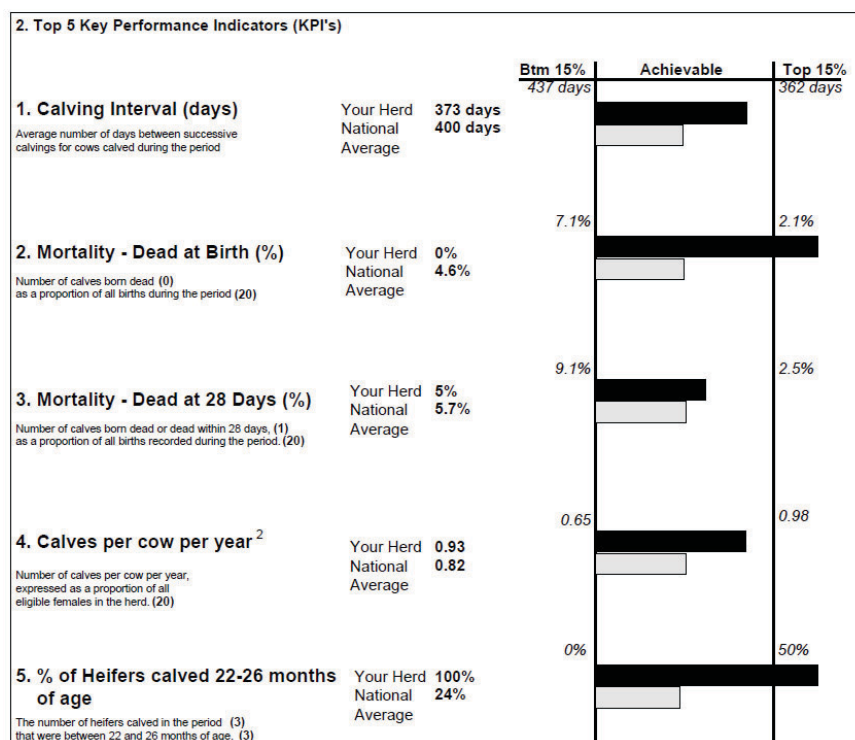 2. Top 5 Key Performance Indicators (KPI's)
Btm 15% Achievable Top 15%
437 days 362 days
1. Calving Interval (days)
Average number of days between successive
calvings for cows calved during the period
Your Herd 373 days
National 400 days
Average
7.1% 2.1%
2. Mortality - Dead at Birth (%)
Number of calves born dead (0)
as a proportion of all births during the period (20)
Your Herd 0%
National 4.6%
Average
9.1% 2.5%
3. Mortality - Dead at 28 Days (%)
Number of calves born dead or dead within 28 days, (1)
as a proportion of all births recorded during the period. (20)
Your Herd 5%
National 5.7%
Average
0.65 0.98
4. Calves per cow per year 2
Number of calves per cow per year,
expressed as a proportion of all
eligible females in the herd. (20)
Your Herd 0.93
National 0.82
Average
0% 50%
5. % of Heifers calved 22-26 months
of age
The number of heifers calved in the period (3)
that were between 22 and 26 months of age. (3)
Your Herd 100%
National 24%
Average